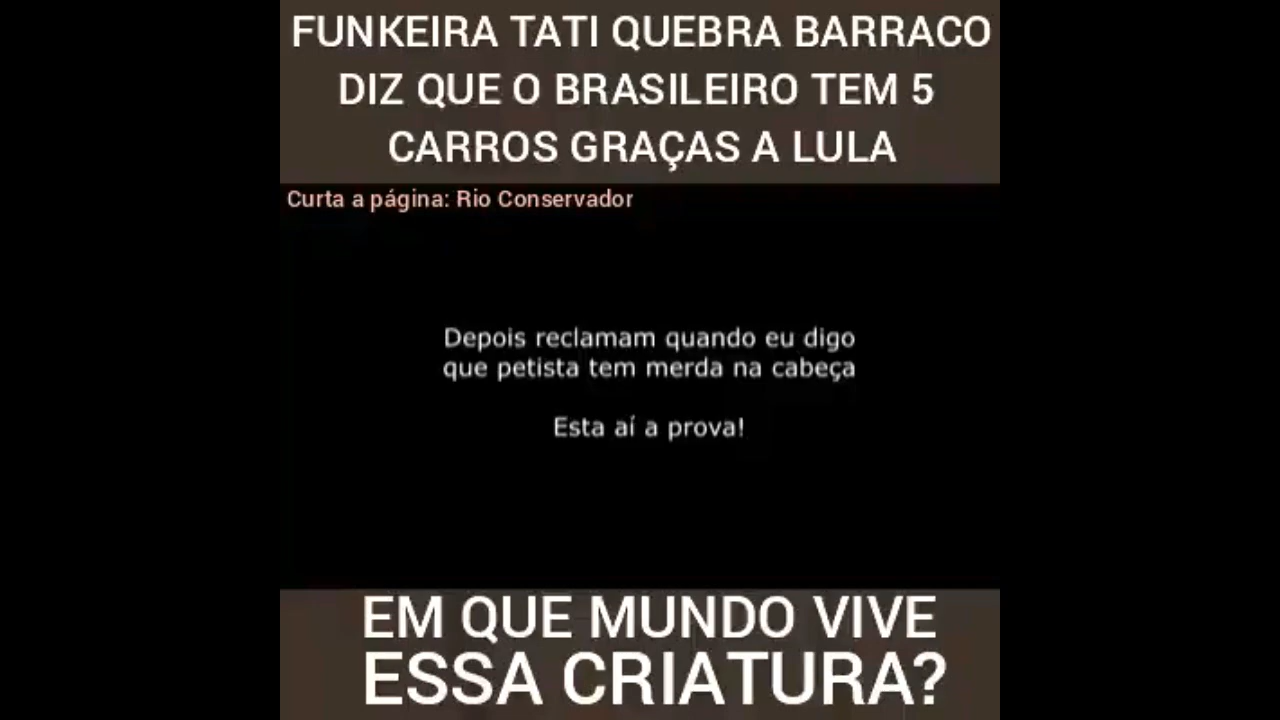 FUNKEIRA TATI QUEBRA BARRACO
DIZ QUE O BRASILEIRO TEM 5
CARROS GRAÇAS A LULA
Curta a página: Rio Conservador
Depois reclamam quando eu digo
que petista tem merda na cabeça
Esta aí a prova!
EM QUE MUNDO VIVE
ESSA CRIATURA?